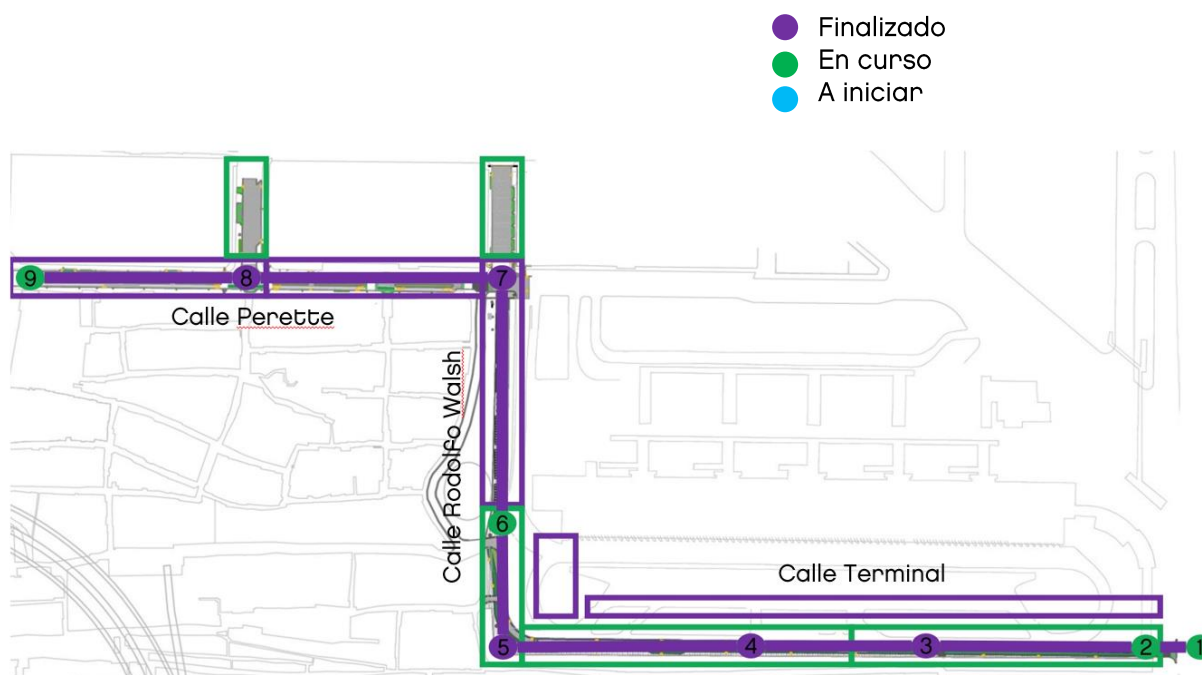 Finalizado
En curso
A iniciar
9
8
7
Calle Perette
Calle Rodolfo Walsh
6
Calle Terminal
5
4
3
2
1